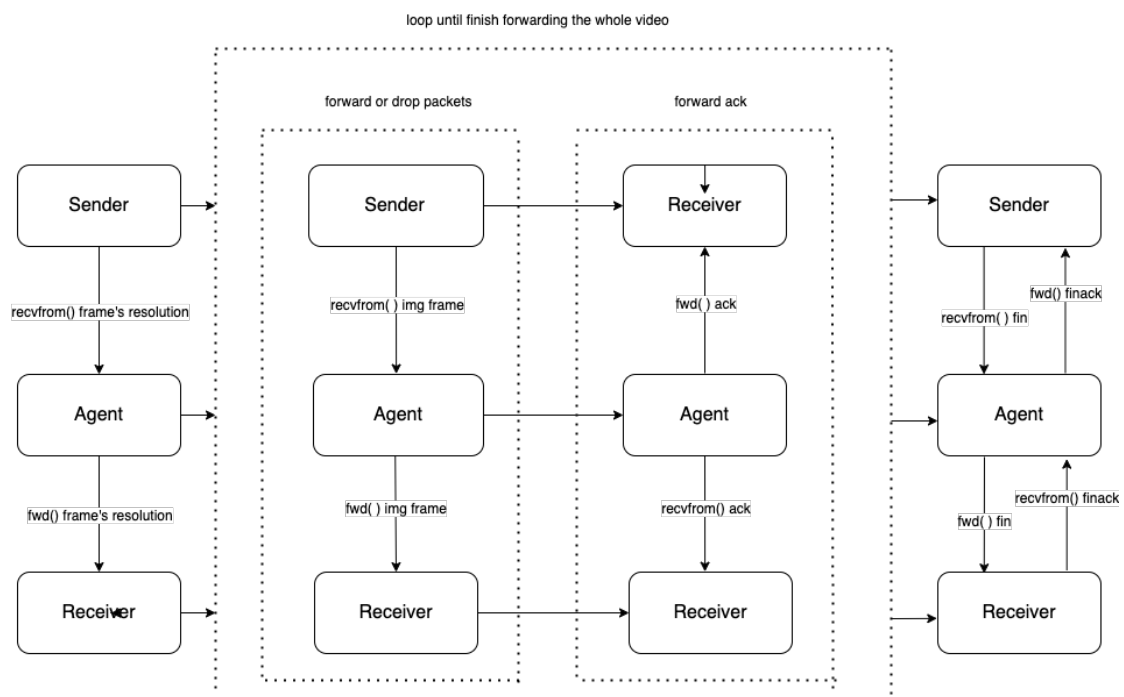 loop until finish forwarding the whole video
forward or drop packets
forward ack
Sender
Sender
Receiver
Sender
recvfrom() frame's resolution
recvfrom( ) img frame
fwd( ) ack
fwd() finack
recvfrom( ) fin
Agent
Agent
Agent
Agent
fwd() frame's resolution
fwd( ) img frame
recvfrom() ack
recvfrom() finack
fwd( ) fin
Receiver
Receiver
Receiver
Receiver